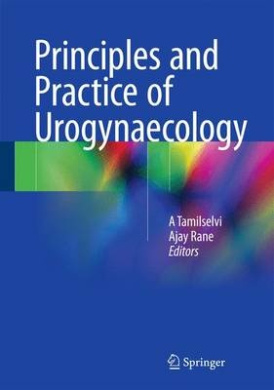 Principles and
Practice of
Urogynaecology
A Tamilselvi
Ajay Rane
Editors
Springer